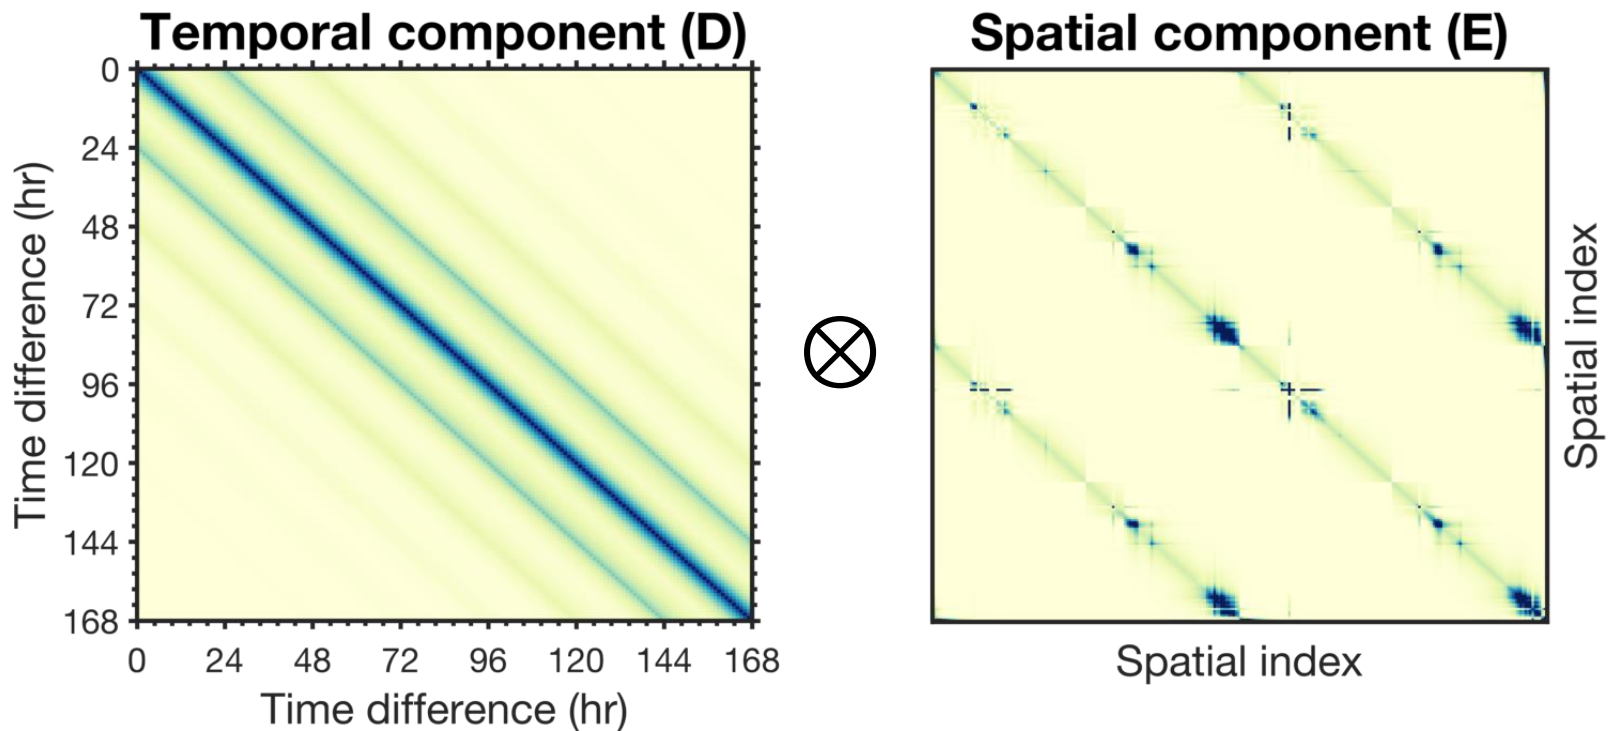 Temporal component (D)
Spatial component (E)
0
24
48
72
96
120
144
168
Time difference (hr)
0 24 48 72 96 120 144 168
Time difference (hr)
Spatial index
Spatial index